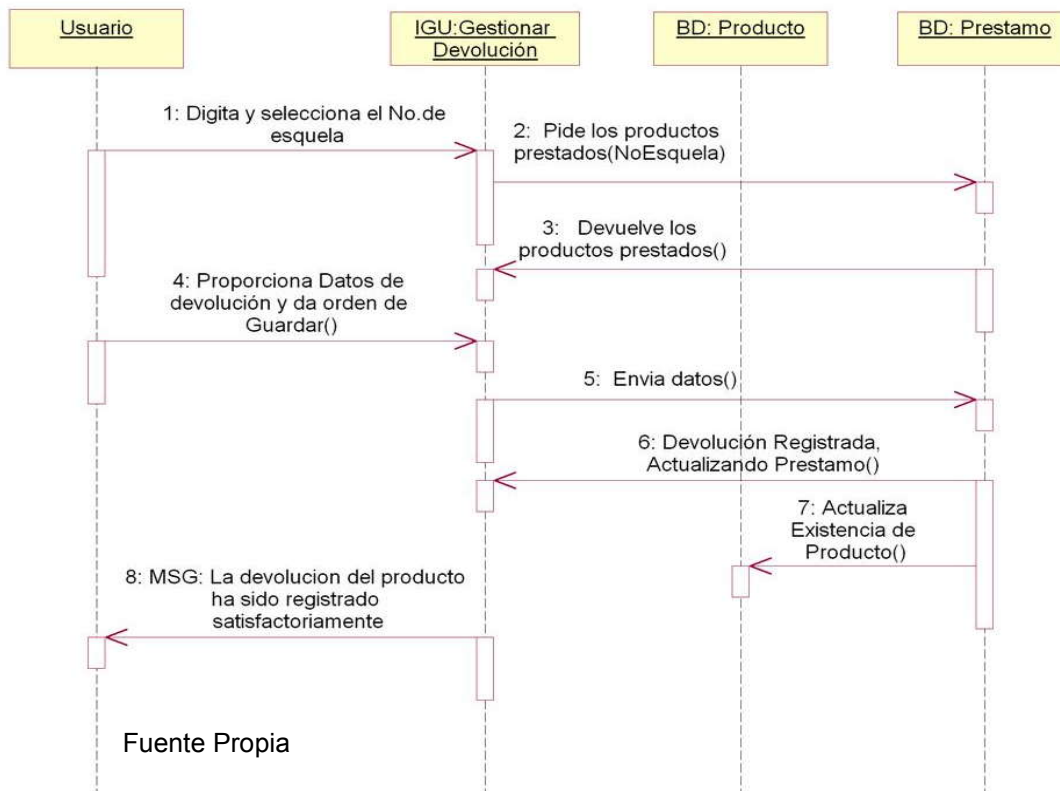 Usuario
IGU:Gestionar
Devolución
BD: Producto
BD: Prestamo
1: Digita y selecciona el No.de
esquela
2: Pide los productos
prestados(NoEsquela)
3: Devuelve los
productos prestados()
4: Proporciona Datos de
devolución y da orden de
Guardar()
5: Envia datos()
6: Devolución Registrada,
Actualizando Prestamo()
7: Actualiza
Existencia de
Producto()
8: MSG: La devolucion del producto
ha sido registrado
satisfactoriamente
Fuente Propia